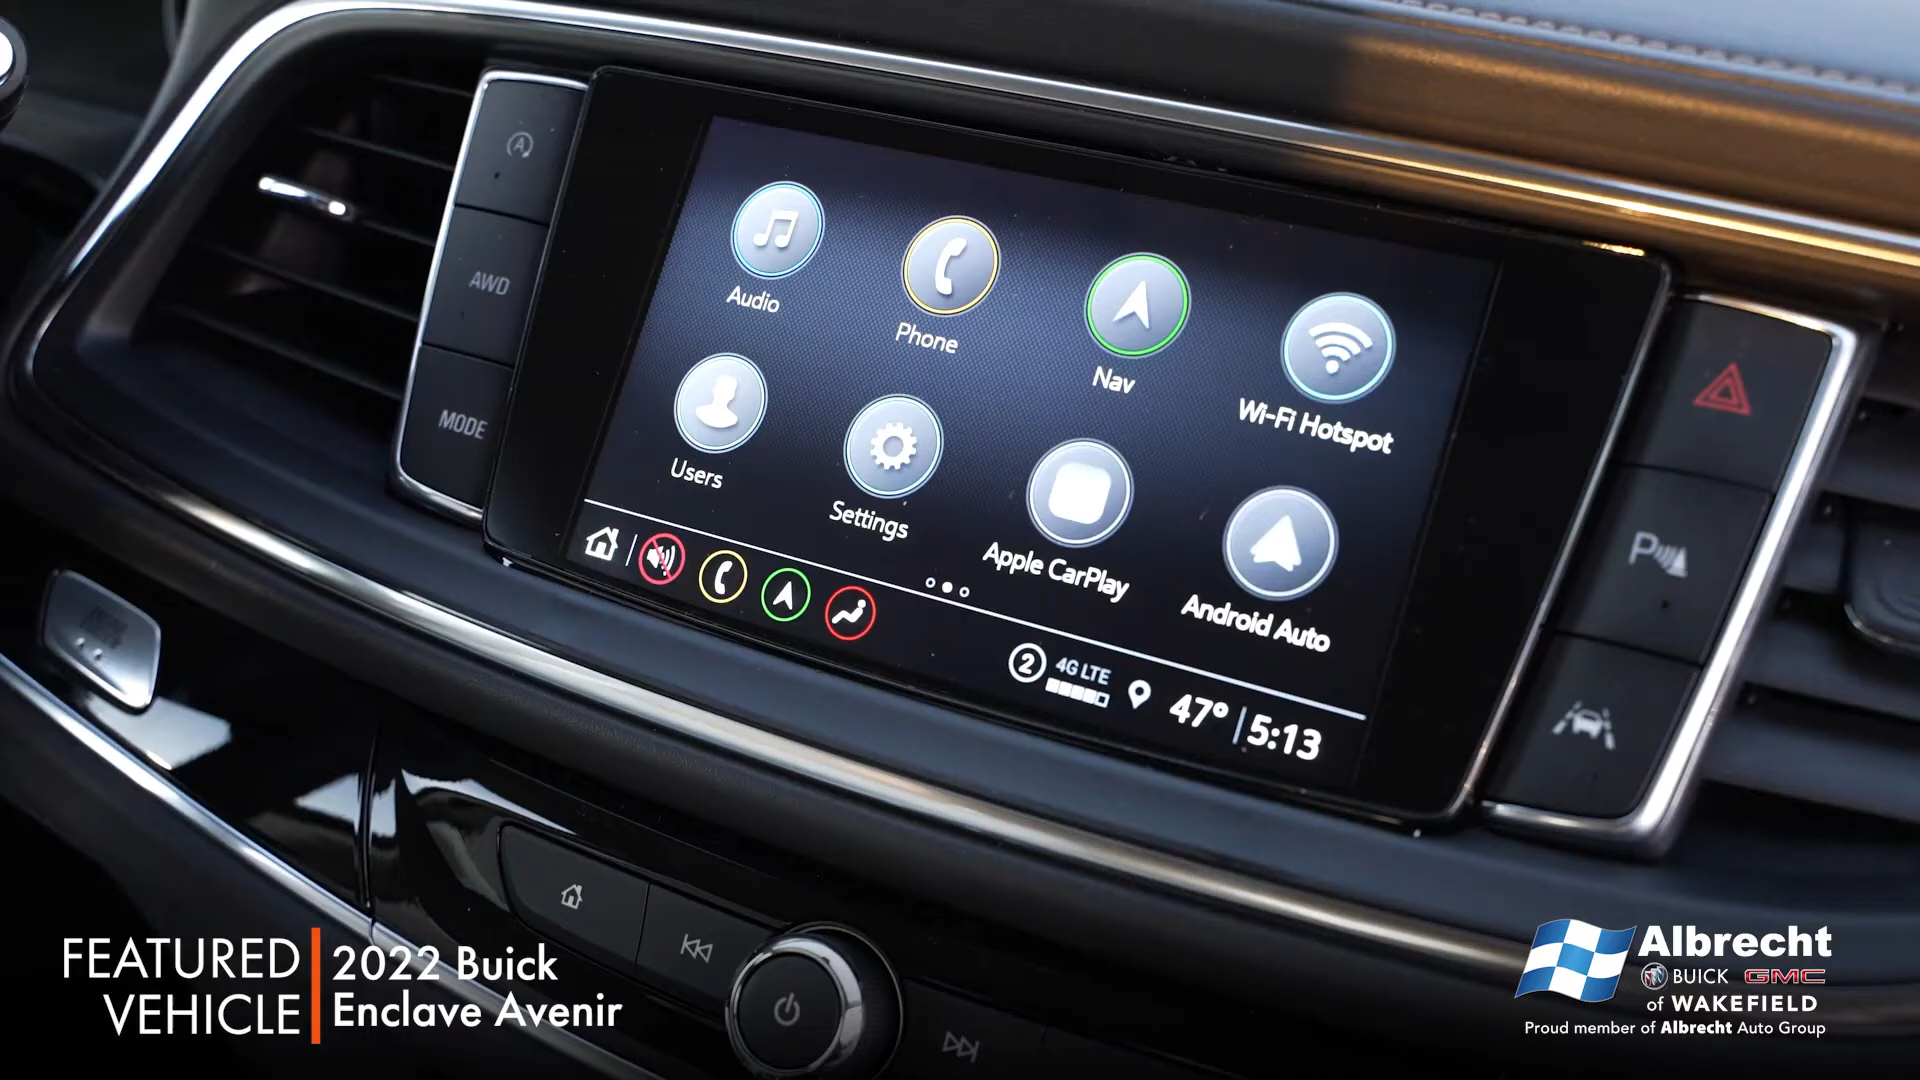 AWD
MODE
Audio
Phone
Nav
Wi-Fi Hotspot
Users
Settings
Apple CarPlay
Android Auto
2 4G LTE
47° 5:13
P
A
FEATURED
VEHICLE
2022 Buick
Enclave Avenir
Albrecht
BUICK GMC
of WAKEFIELD
Proud member of Albrecht Auto Group